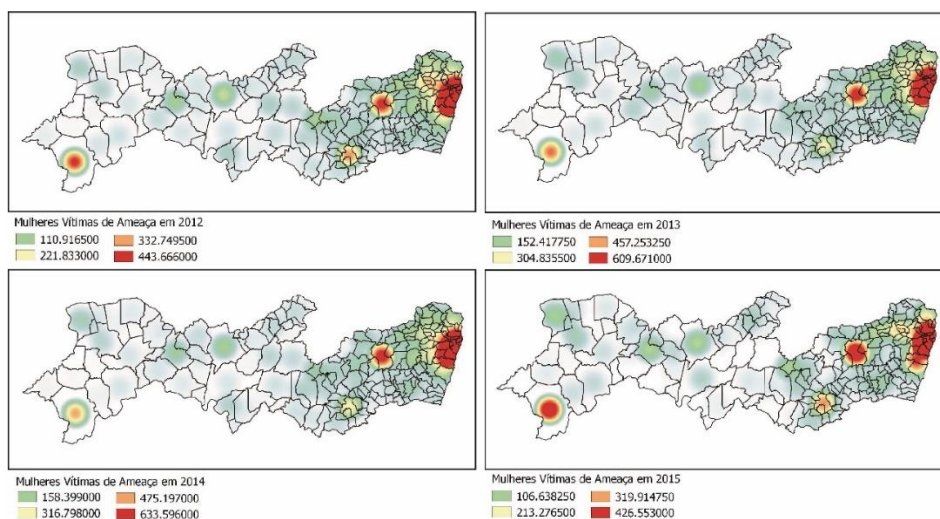 Mulheres Vítimas de Ameaça em 2012
110.916500 332.749500
221.833000 443.666000
Mulheres Vítimas de Ameaça em 2013
152.417750 457.253250
304.835500 609.671000
Mulheres Vítimas de Ameaça em 2014
158.399000 475.197000
316.798000 633.596000
Mulheres Vítimas de Ameaça em 2015
106.638250 319.914750
213.276500 426.553000